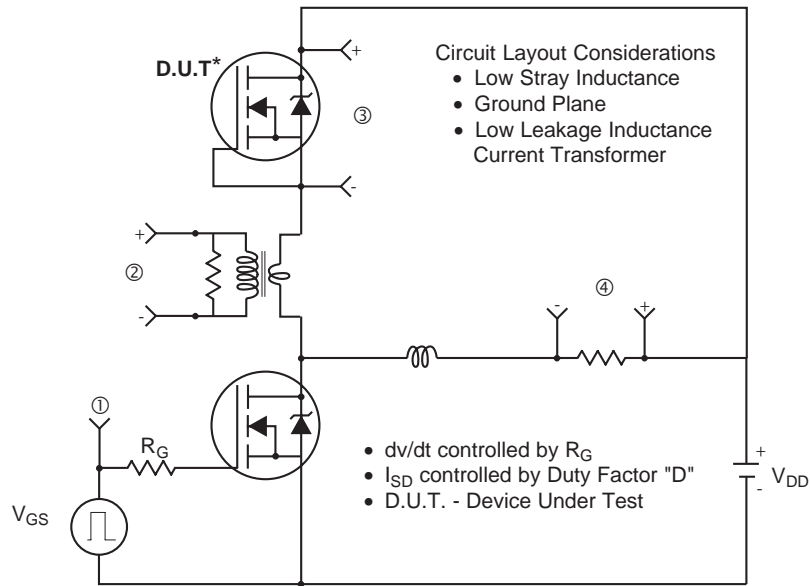 D.U.T*
+
-
③
Circuit Layout Considerations
• Low Stray Inductance
• Ground Plane
• Low Leakage Inductance
Current Transformer
+
②
-
④
-
+
①
R_G
V_GS
• dv/dt controlled by R_G
• I_SD controlled by Duty Factor "D"
• D.U.T. - Device Under Test
+
V_DD
-